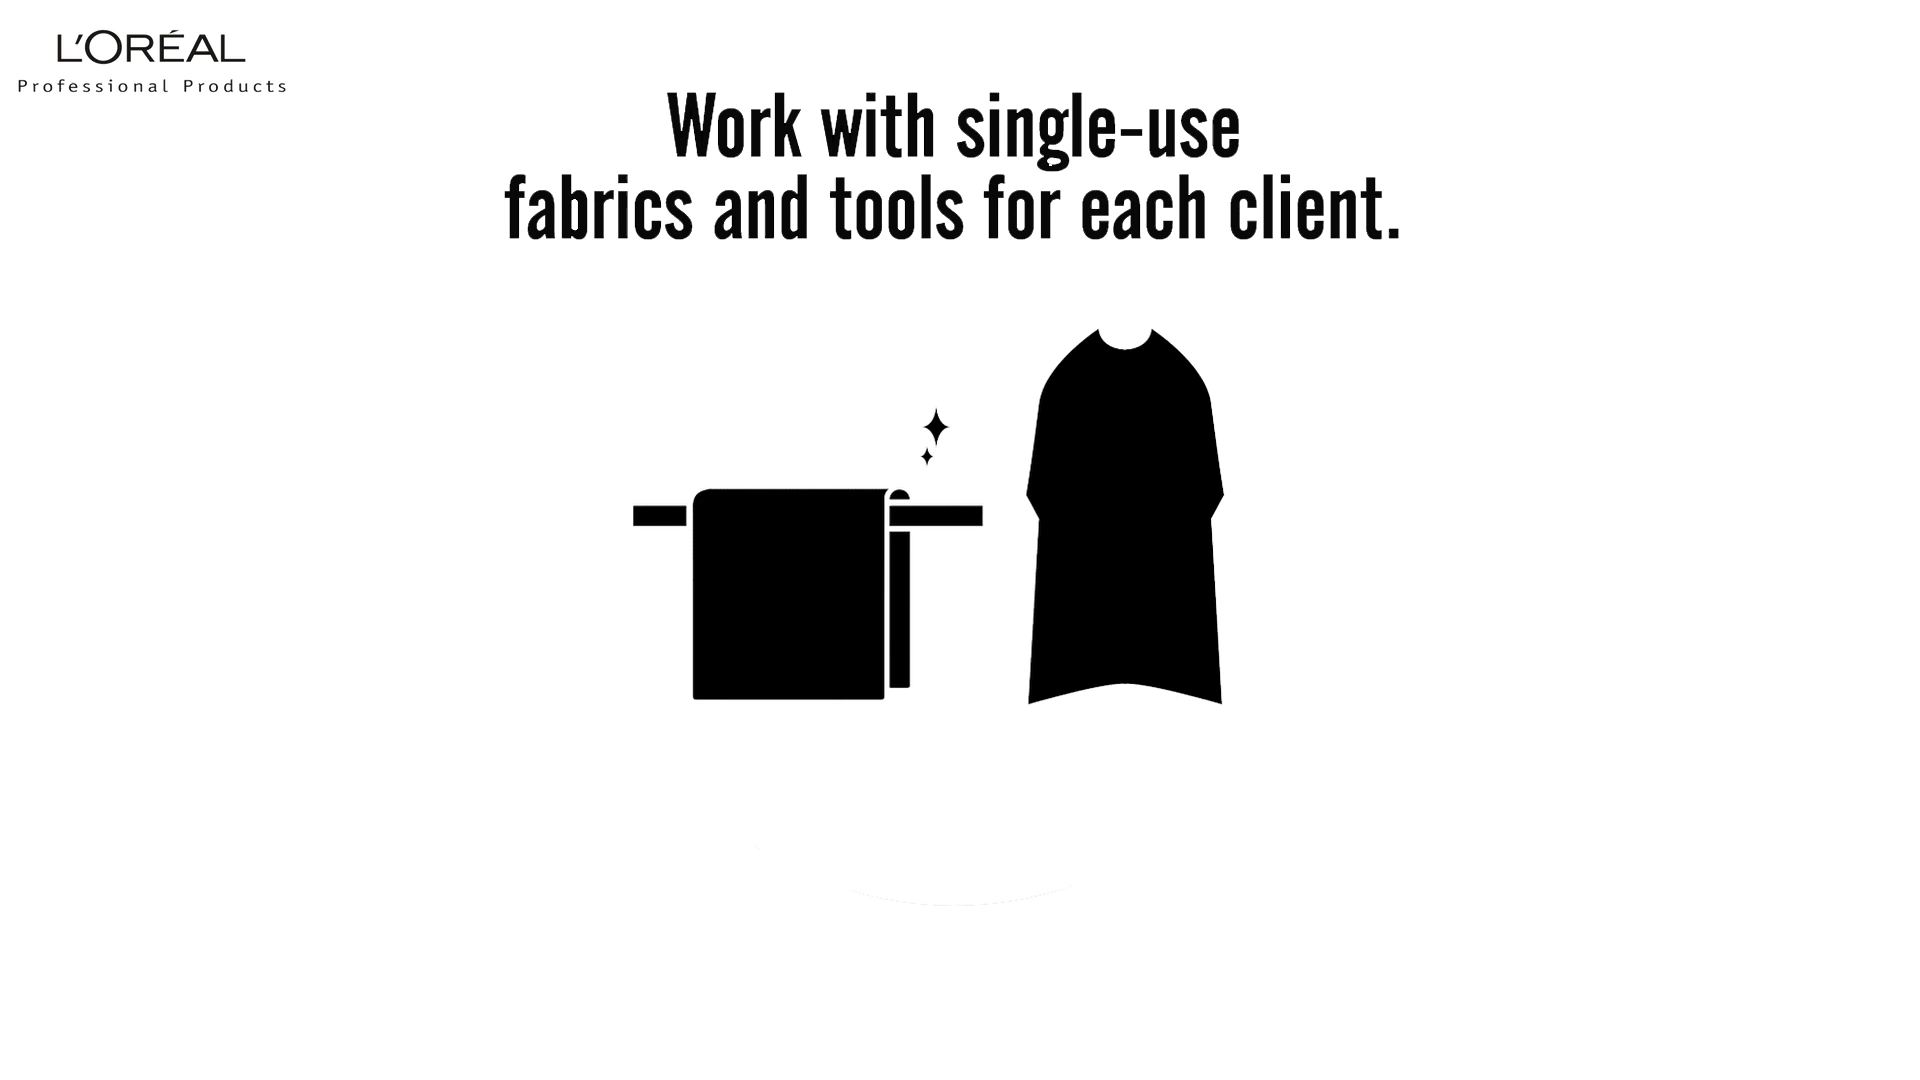 L'ORÉAL
Professional Products
Work with single-use
fabrics and tools for each client.